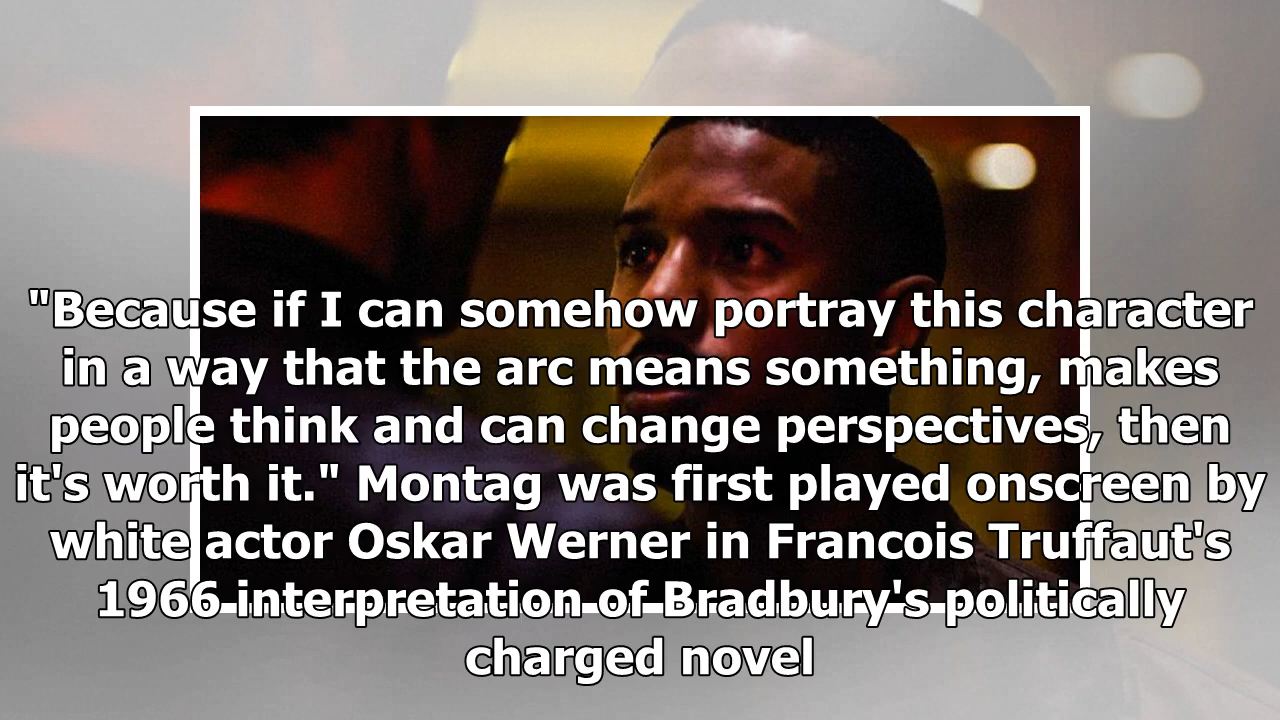 "Because if I can somehow portray this character
in a way that the arc means something, makes
people think and can change perspectives, then
it's worth it." Montag was first played onscreen by
white actor Oskar Werner in Francois Truffaut's
1966 interpretation of Bradbury's politically
charged novel